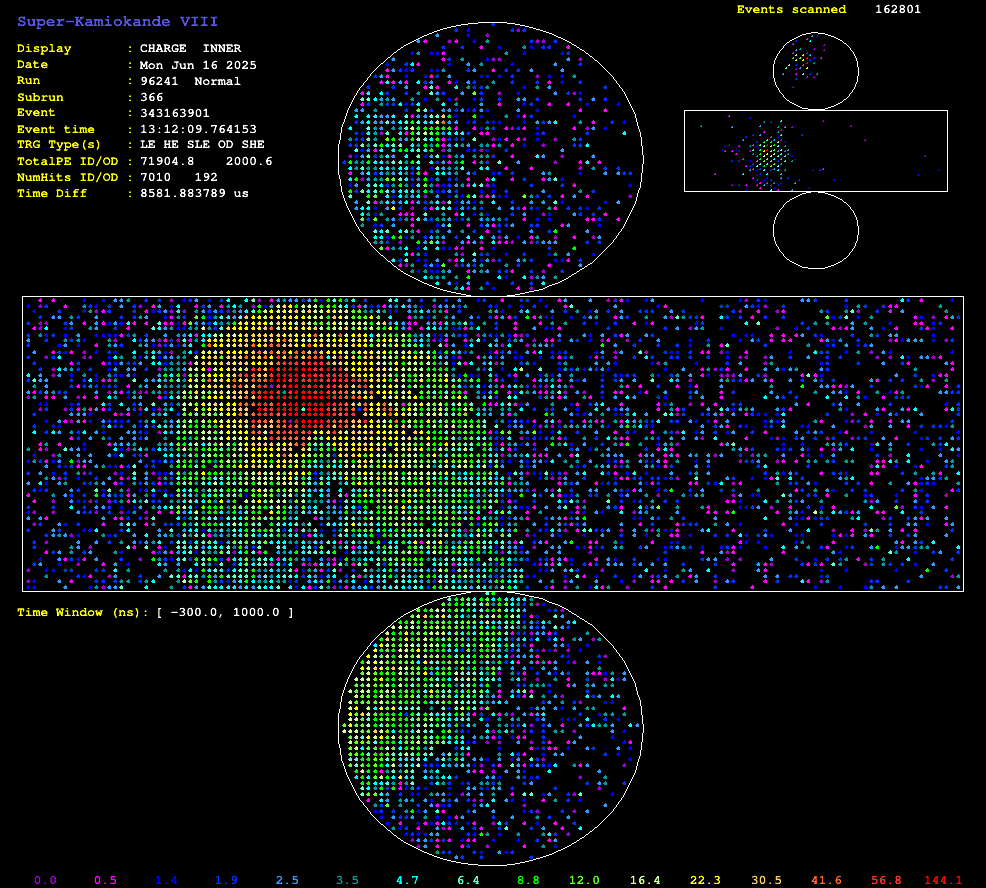 Super-Kamiokande VIII
Events scanned 162801
Display : CHARGE INNER
Date : Mon Jun 16 2025
Run : 96241 Normal
Subrun : 366
Event : 343163901
Event time : 13:12:09.764153
TRG Type(s) : LE HE SLE OD SHE
TotalPE ID/OD : 71904.8 2000.6
NumHits ID/OD : 7010 192
Time Diff : 8581.883789 us
Time Window (ns): [ -300.0, 1000.0 ]
0.0 0.5 1.4 1.9 2.5 3.5 4.7 6.4 8.8 12.0 16.4 22.3 30.5 41.6 56.8 144.1